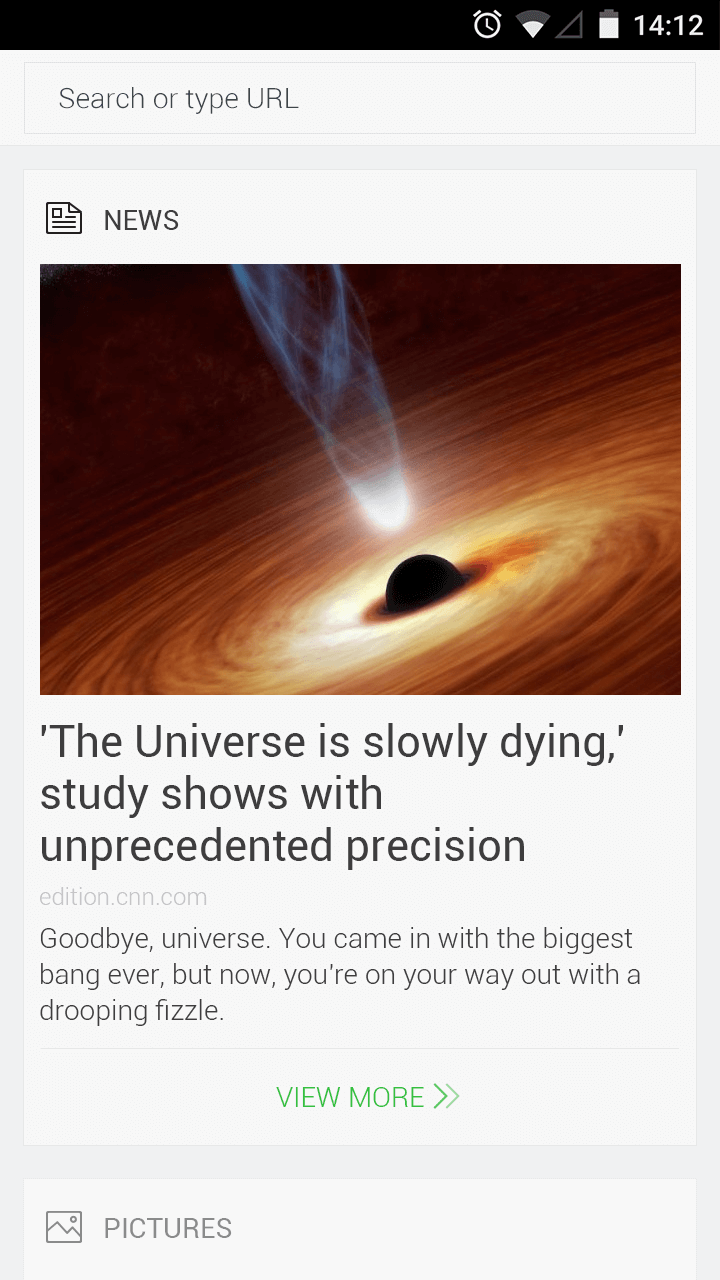 14:12
Search or type URL
NEWS
'The Universe is slowly dying,'
study shows with
unprecedented precision
edition.cnn.com
Goodbye, universe. You came in with the biggest
bang ever, but now, you're on your way out with a
drooping fizzle.
VIEW MORE
PICTURES